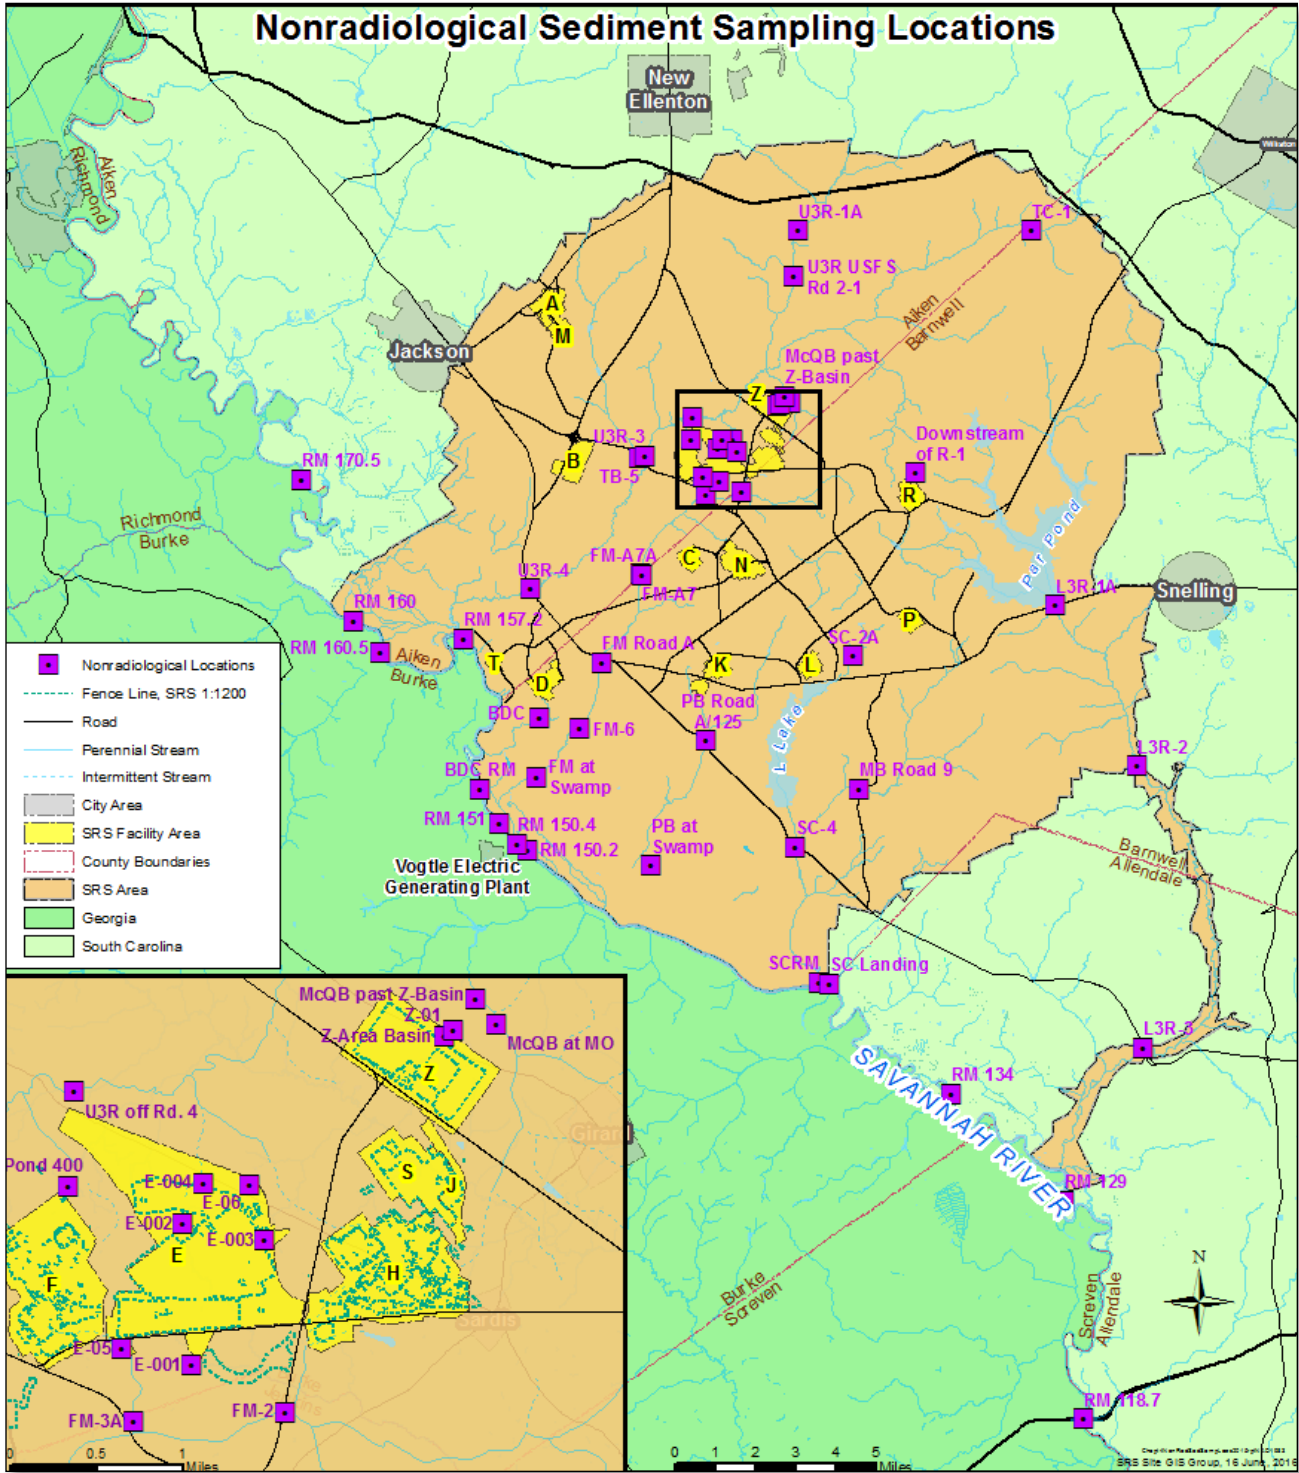 Nonradiological Sediment Sampling Locations
New
Ellenton
Williston
Aiken
Richmond
U3R-1A
TC-1
U3R USFS
Rd 2-1
Aiken
Barnwell
A
M
Jackson
McQB past
Z-Basin
Z
U3R-3
TB-5
B
Downstream
of R-1
R
RM 170.5
Richmond
Burke
Par Pond
FM-A7A
FM-A7
C
N
U3R-4
L3R-1A
Snelling
RM 160
RM 157.2
RM 160.5
Aiken
Burke
P
SC-2A
FM Road A
T
D
K
L
PB Road
A/125
L Lake
BDC
FM-6
L3R-2
BDC RM
FM at
Swamp
MB Road 9
RM 151
RM 150.4
RM 150.2
PB at
Swamp
SC-4
Vogtle Electric
Generating Plant
Barnwell
Allendale
SCRM
SC Landing
L3R-3
SAVANNAH RIVER
RM 134
RM 129
Girard
Burke
Screven
Screven
Allendale
N
RM 118.7
Nonradiological Locations
Fence Line, SRS 1:1200
Road
Perennial Stream
Intermittent Stream
City Area
SRS Facility Area
County Boundaries
SRS Area
Georgia
South Carolina
McQB past Z-Basin
Z-01
Z-Area Basin
McQB at MO
Z
U3R off Rd. 4
Pond 400
E-004
E-06
E-002
E-003
E
S
J
F
H
Sardis
E-05
E-001
FM-3A
FM-2
0 0.5 1
Miles
0 1 2 3 4 5
Miles
SRS Site GIS Group, 16 June, 2016